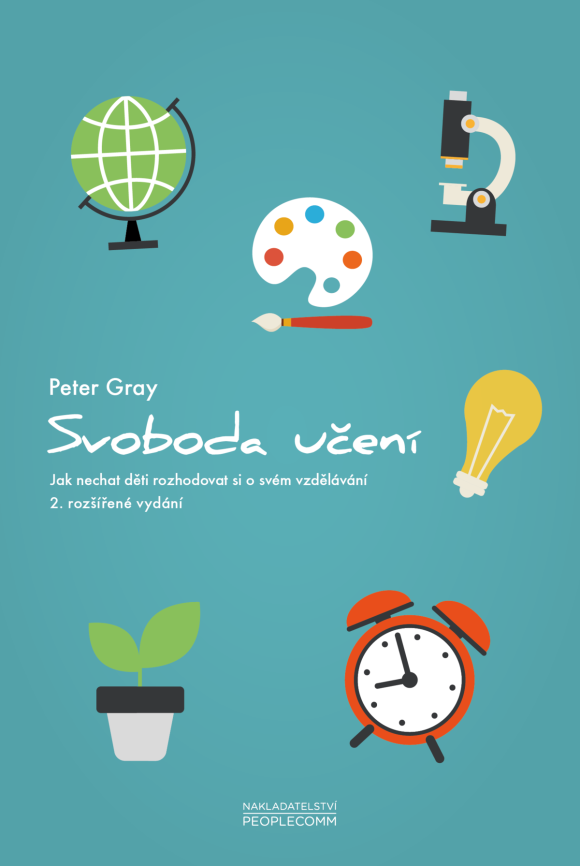 Peter Gray
Svoboda učení
Jak nechat děti rozhodovat si o svém vzdělávání
2. rozšířené vydání
NAKLADATELSTVÍ
PEOPLECOMM